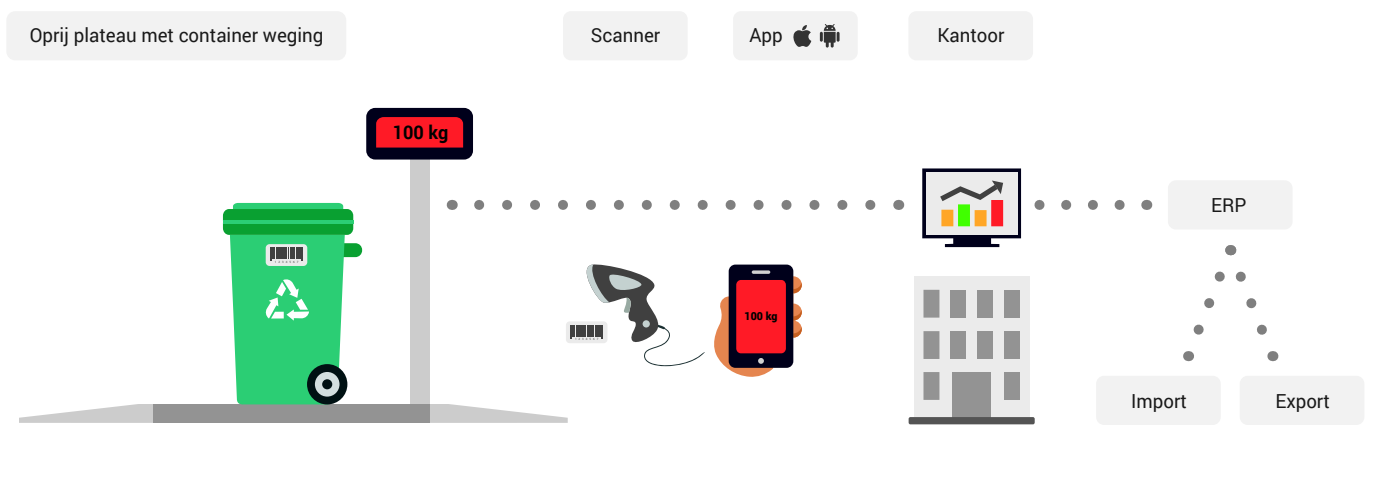 Oprij plateau met container weging
Scanner
App
Kantoor
100 kg
ERP
100 kg
Import
Export